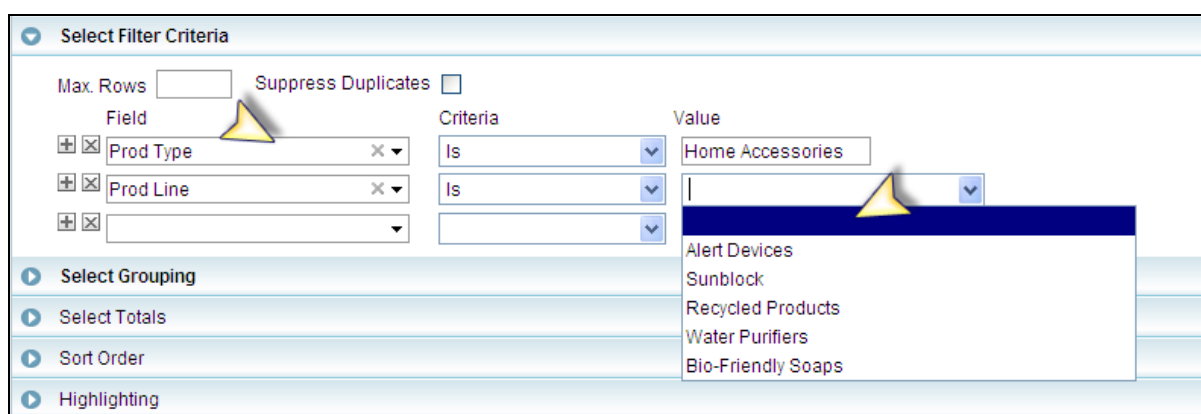 Select Filter Criteria
Max. Rows Suppress Duplicates
Field Criteria Value
Prod Type Is Home Accessories
Prod Line Is
Alert Devices
Sunblock
Recycled Products
Water Purifiers
Bio-Friendly Soaps
Select Grouping
Select Totals
Sort Order
Highlighting